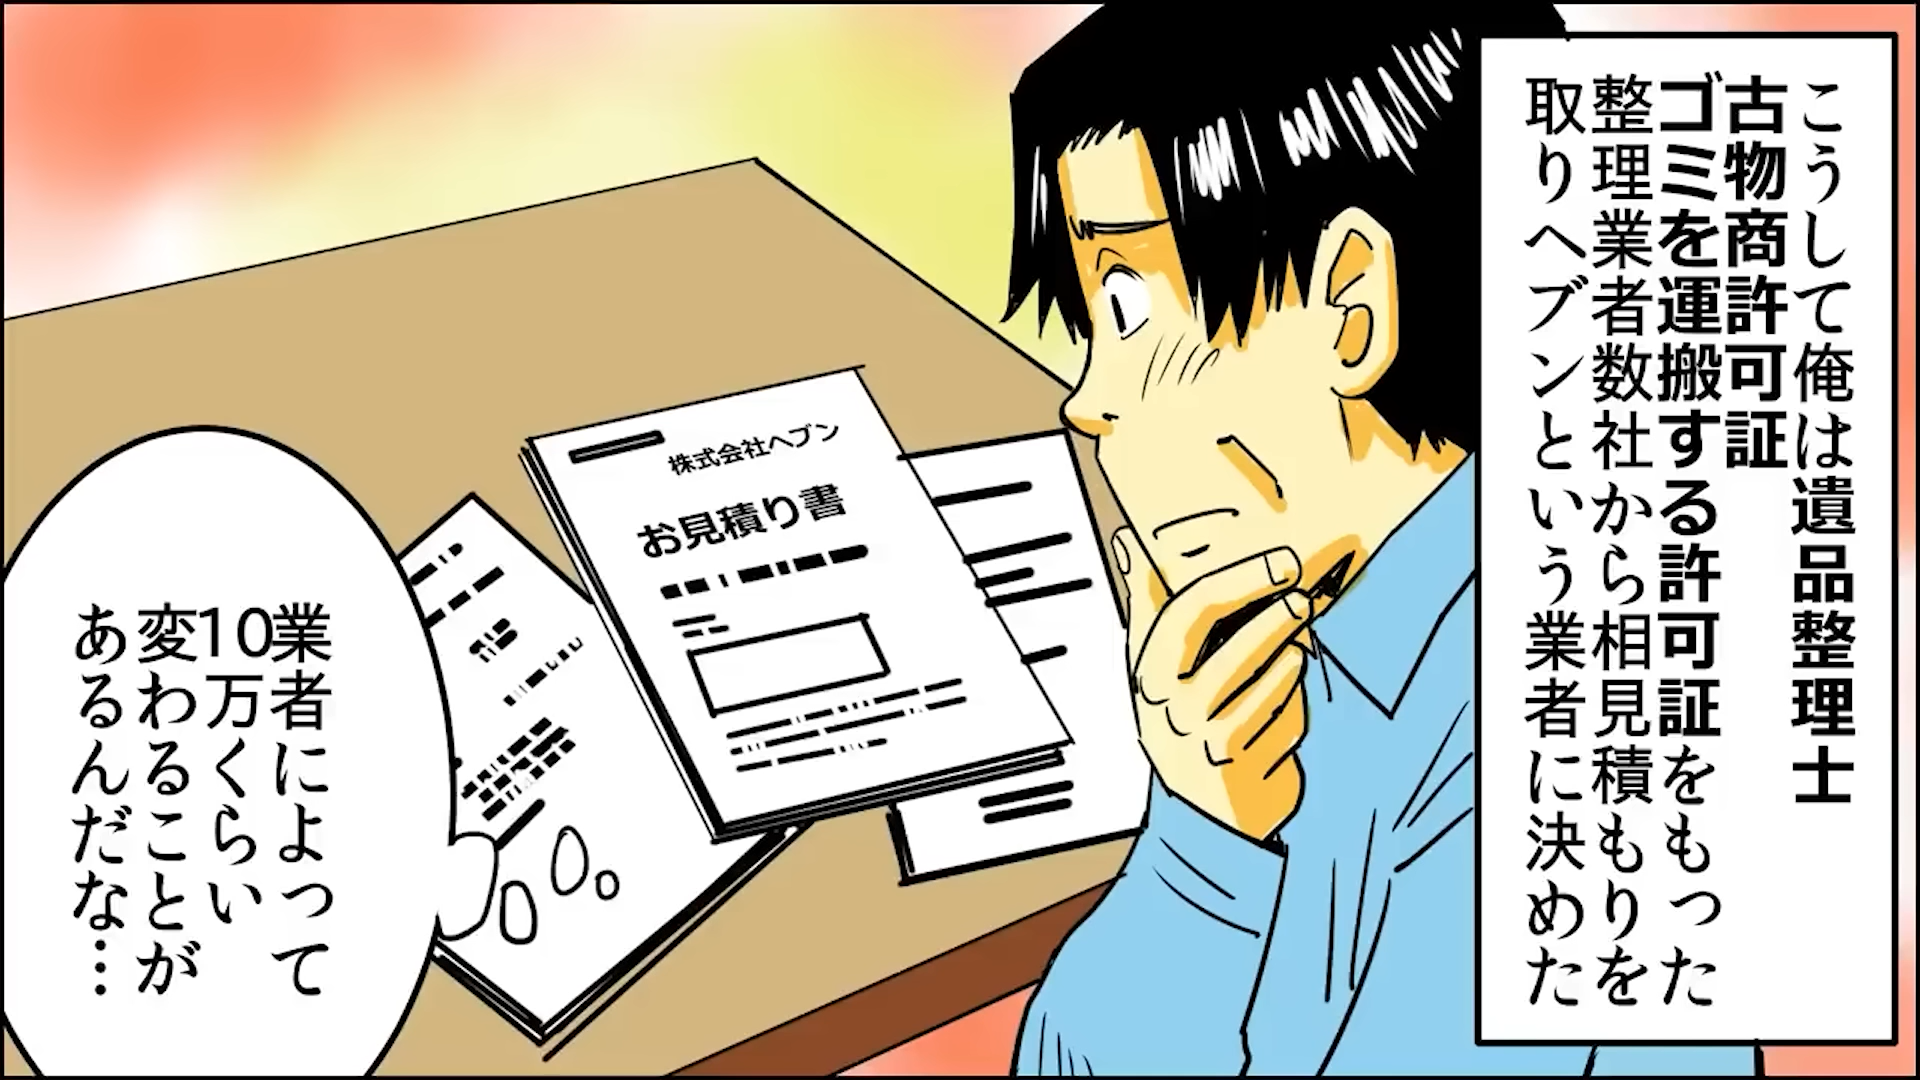 こうして俺は遺品整理士
古物商許可証
ゴミを運搬する許可証をもった
整理業者数社から相見積もりを
取りヘブンという業者に決めた
株式会社ヘブン
お見積り書
業者によって
10万くらい
変わることが
あるんだな…